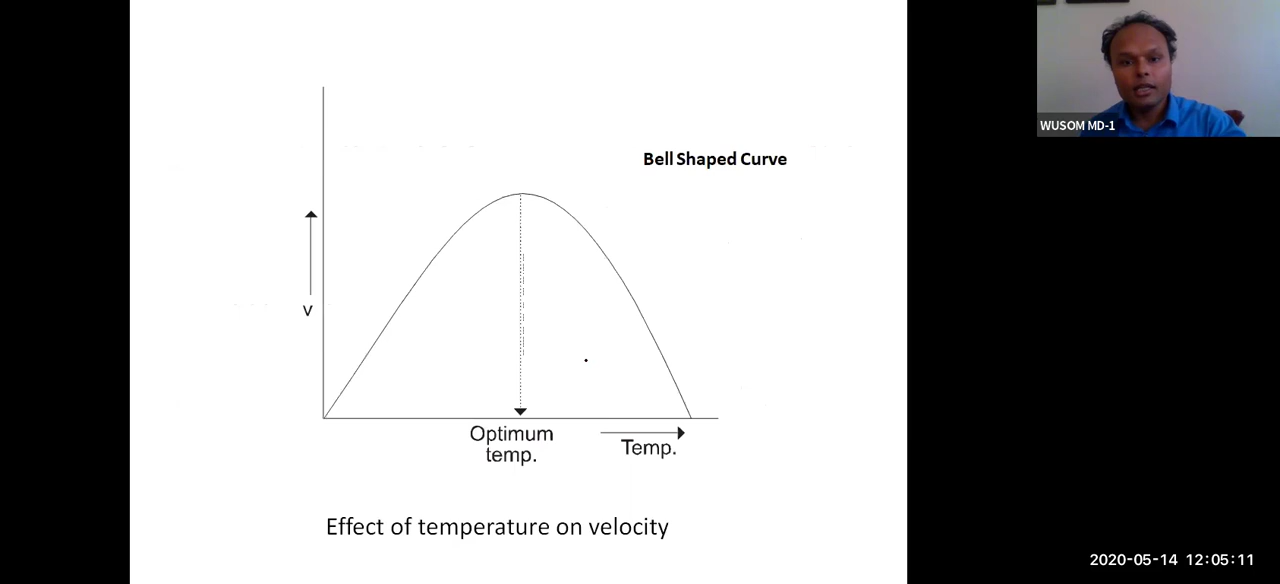 WUSOM MD-1
Bell Shaped Curve
v
Optimum
temp.
Temp.
Effect of temperature on velocity
2020-05-14 12:05:11